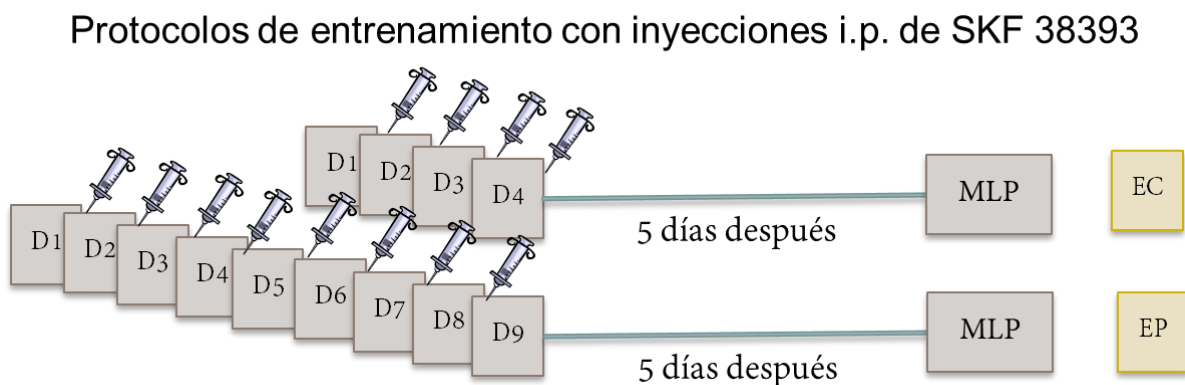 Protocolos de entrenamiento con inyecciones i.p. de SKF 38393
D1
D2
D3
D4
5 días después
MLP
EC
D1
D2
D3
D4
D5
D6
D7
D8
D9
5 días después
MLP
EP